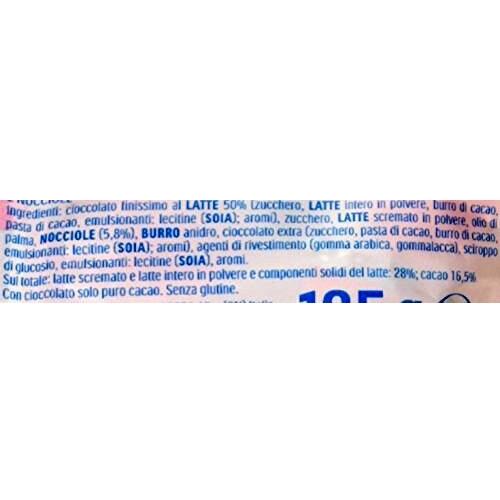 NOCCIOLE
Ingredienti: cioccolato finissimo al LATTE 50% (zucchero, LATTE intero in polvere, burro di cacao,
pasta di cacao, emulsionanti: lecitine (SOIA); aromi), zucchero, LATTE scremato in polvere, olio di
palma, NOCCIOLE (5,8%), BURRO anidro, cioccolato extra (zucchero, pasta di cacao, burro di cacao,
emulsionanti: lecitine (SOIA); aromi), agenti di rivestimento (gomma arabica, gommalacca), sciroppo
di glucosio, emulsionanti: lecitine (SOIA), aromi.
Sul totale: latte scremato e latte intero in polvere e componenti solidi del latte: 28%; cacao 16,5%
Con cioccolato solo puro cacao. Senza glutine.